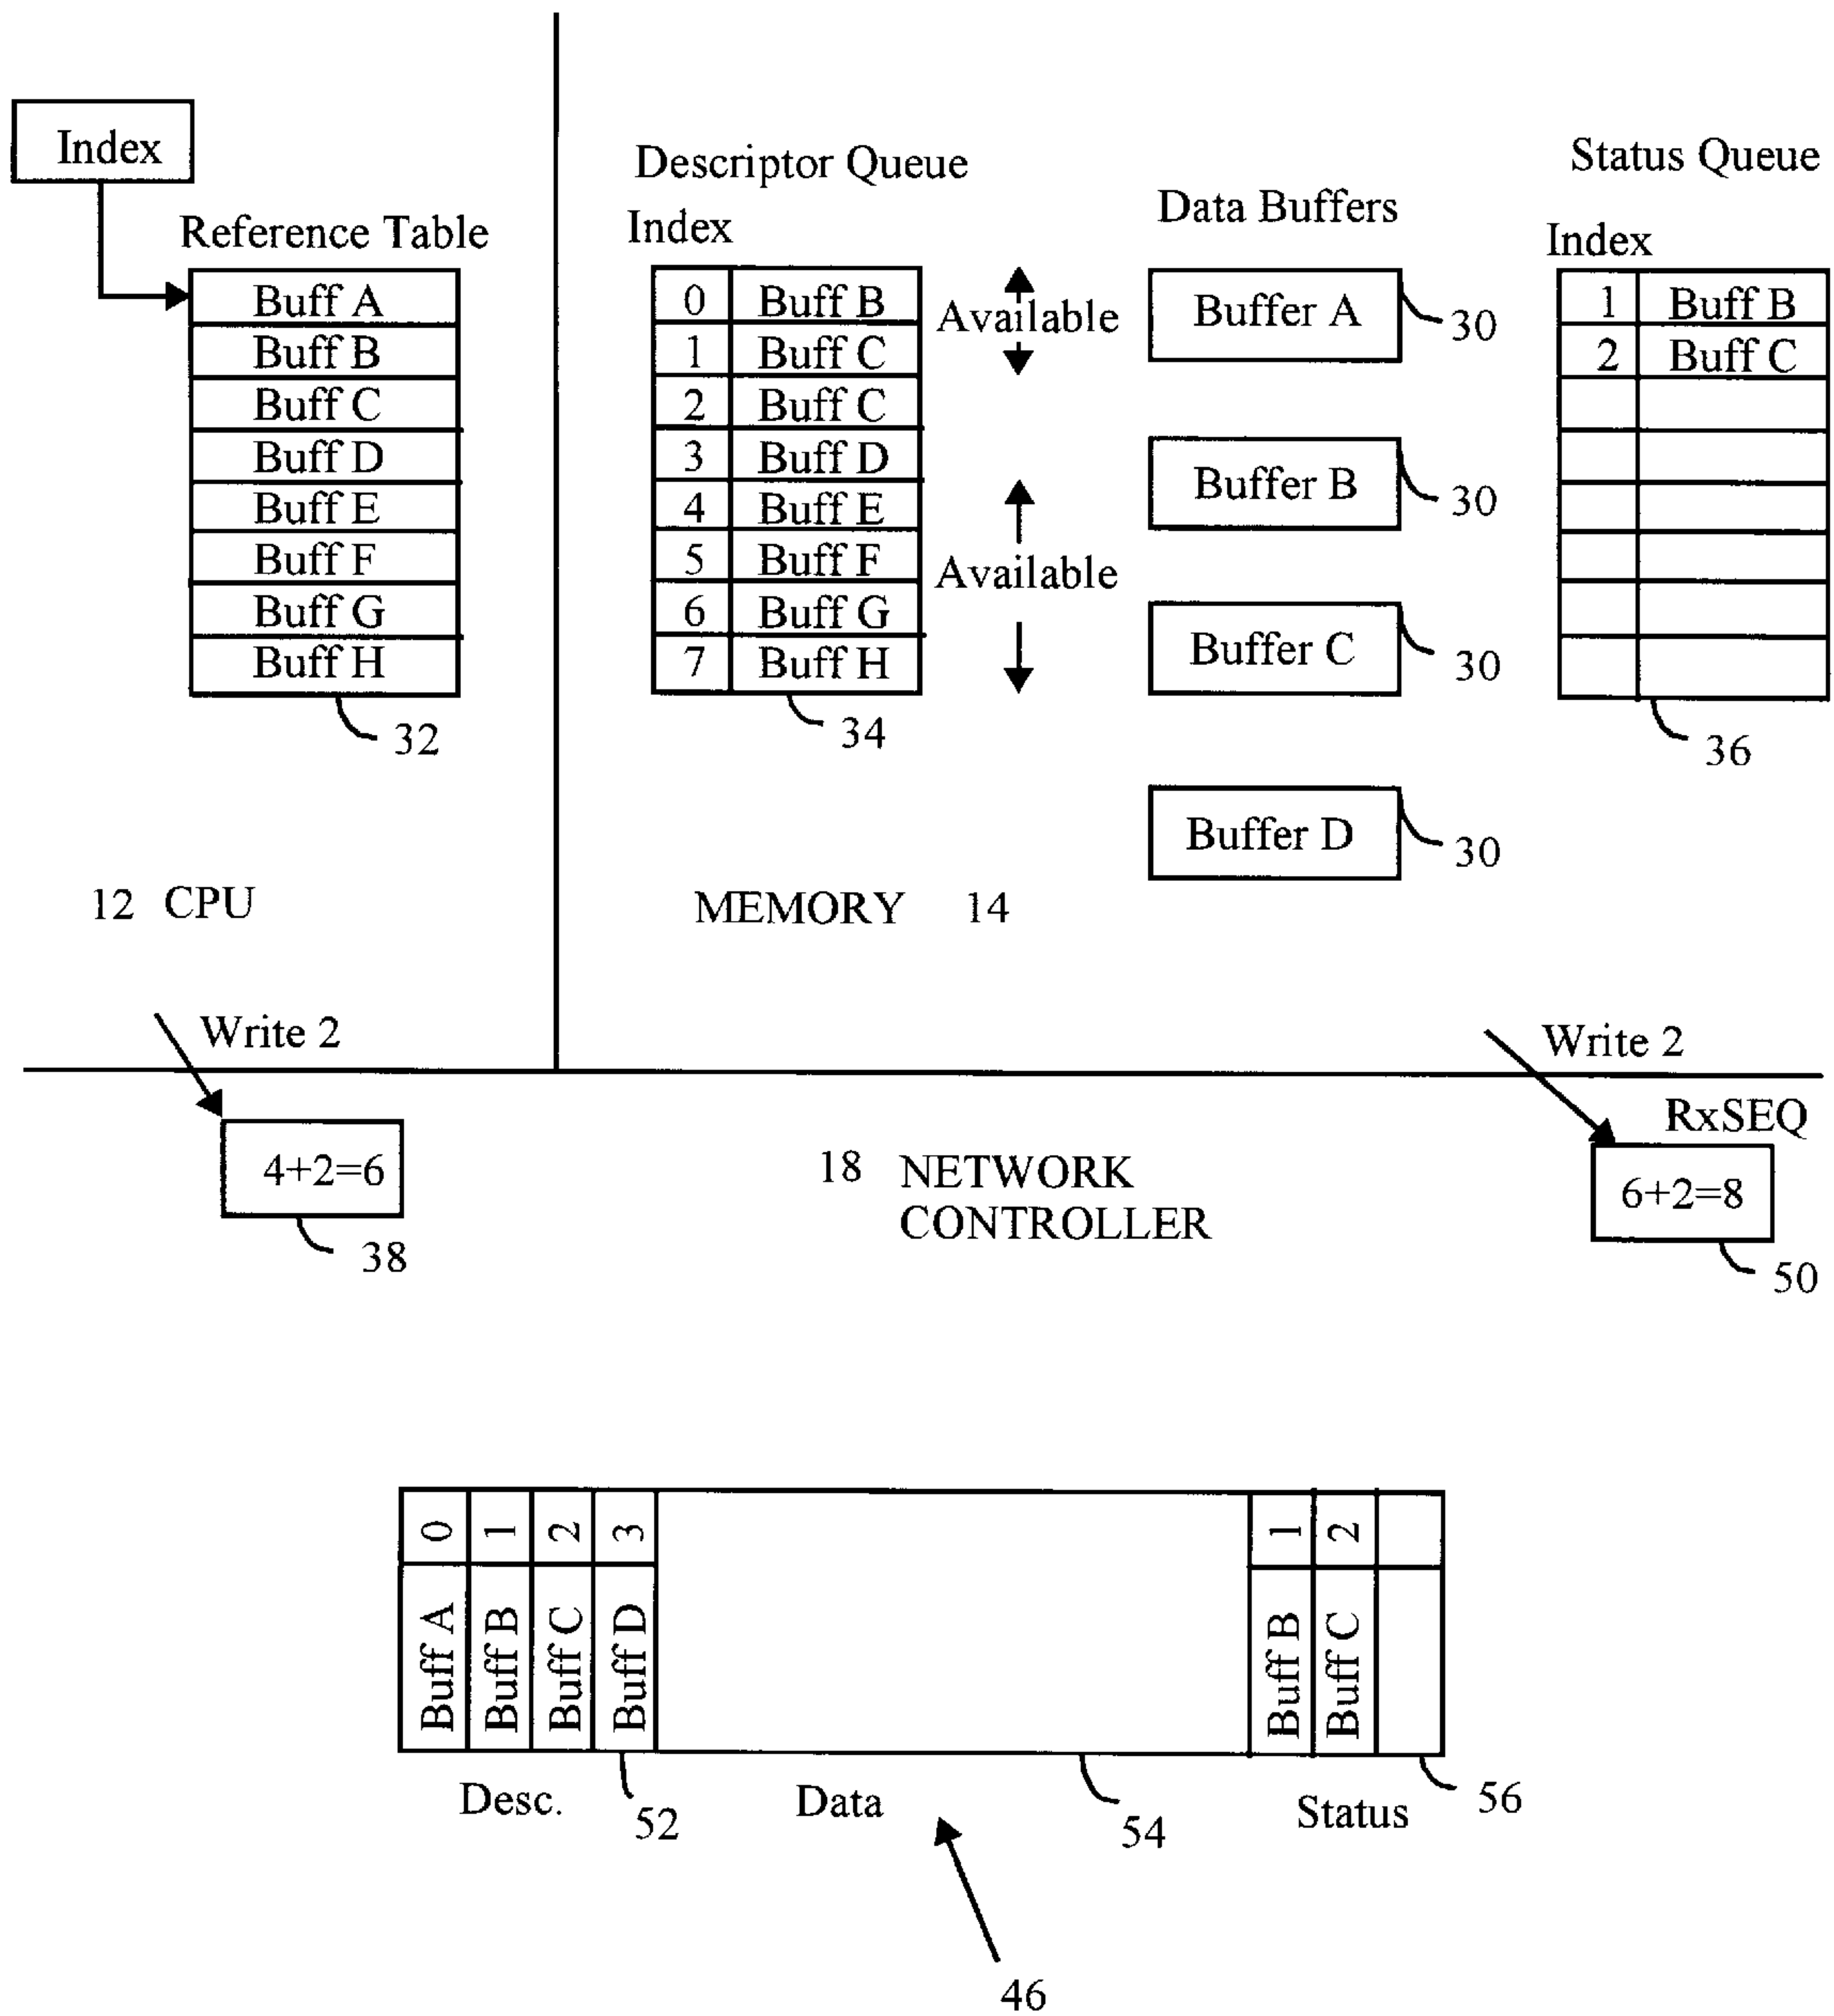 Index
Reference Table
Buff A
Buff B
Buff C
Buff D
Buff E
Buff F
Buff G
Buff H
32
12 CPU
Descriptor Queue
Index
0 Buff B
1 Buff C
2 Buff C
3 Buff D
4 Buff E
5 Buff F
6 Buff G
7 Buff H
34
Available
Available
Data Buffers
Buffer A
30
Buffer B
30
Buffer C
30
Buffer D
30
Status Queue
Index
1 Buff B
2 Buff C
36
MEMORY 14
Write 2
4+2=6
38
18 NETWORK
CONTROLLER
Write 2
RxSEQ
6+2=8
50
0 Buff A
1 Buff B
2 Buff C
3 Buff D
1 Buff B
2 Buff C
Desc.
52
Data
54
Status
56
46